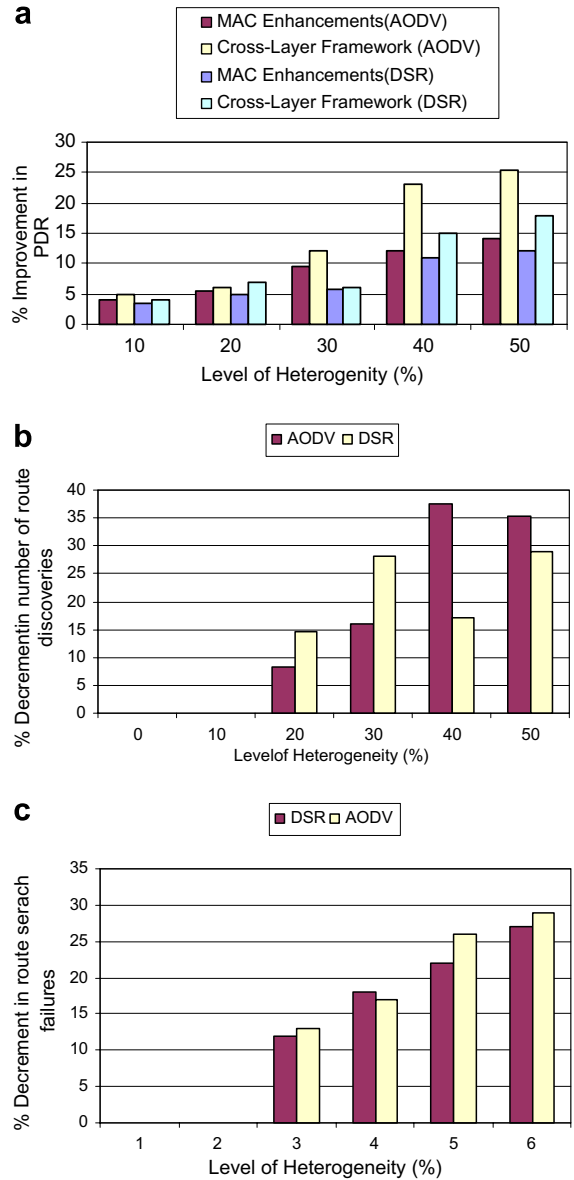 a
MAC Enhancements(AODV)
Cross-Layer Framework (AODV)
MAC Enhancements(DSR)
Cross-Layer Framework (DSR)
% Improvement in
PDR
30
25
20
15
10
5
0
10 20 30 40 50
Level of Heterogenity (%)
b
AODV DSR
% Decrementin number of route
discoveries
40
35
30
25
20
15
10
5
0
0 10 20 30 40 50
Levelof Heterogeneity (%)
c
DSR AODV
% Decrement in route serach
failures
35
30
25
20
15
10
5
0
1 2 3 4 5 6
Level of Heterogeneity (%)